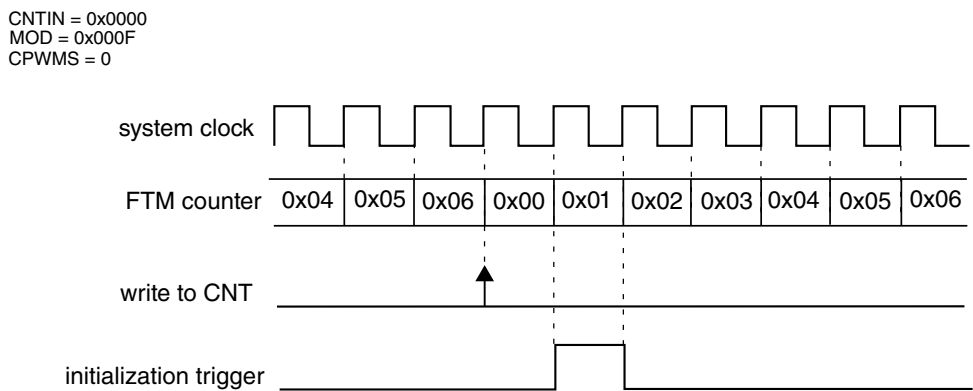 CNTIN = 0x0000
MOD = 0x000F
CPWMS = 0
system clock
FTM counter 0x04 0x05 0x06 0x00 0x01 0x02 0x03 0x04 0x05 0x06
write to CNT
initialization trigger